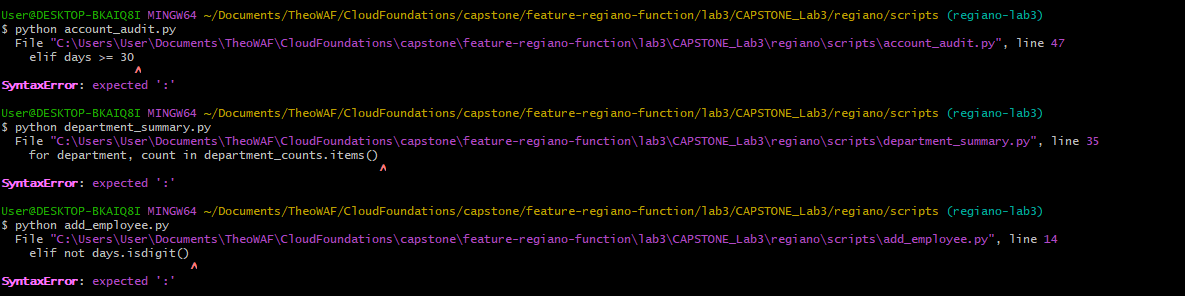 User@DESKTOP-BKAIQ8I MINGW64 ~/Documents/TheoWAF/CloudFoundations/capstone/feature-regiano-function/lab3/CAPSTONE_Lab3/regiano/scripts (regiano-lab3)
$ python account_audit.py
  File "C:\Users\User\Documents\TheoWAF\CloudFoundations\capstone\feature-regiano-function\lab3\CAPSTONE_Lab3\regiano\scripts\account_audit.py", line 47
    elif days >= 30
                   ^
SyntaxError: expected ':'
User@DESKTOP-BKAIQ8I MINGW64 ~/Documents/TheoWAF/CloudFoundations/capstone/feature-regiano-function/lab3/CAPSTONE_Lab3/regiano/scripts (regiano-lab3)
$ python department_summary.py
  File "C:\Users\User\Documents\TheoWAF\CloudFoundations\capstone\feature-regiano-function\lab3\CAPSTONE_Lab3\regiano\scripts\department_summary.py", line 35
    for department, count in department_counts.items()
                                                      ^
SyntaxError: expected ':'
User@DESKTOP-BKAIQ8I MINGW64 ~/Documents/TheoWAF/CloudFoundations/capstone/feature-regiano-function/lab3/CAPSTONE_Lab3/regiano/scripts (regiano-lab3)
$ python add_employee.py
  File "C:\Users\User\Documents\TheoWAF\CloudFoundations\capstone\feature-regiano-function\lab3\CAPSTONE_Lab3\regiano\scripts\add_employee.py", line 14
    elif not days.isdigit()
                           ^
SyntaxError: expected ':'